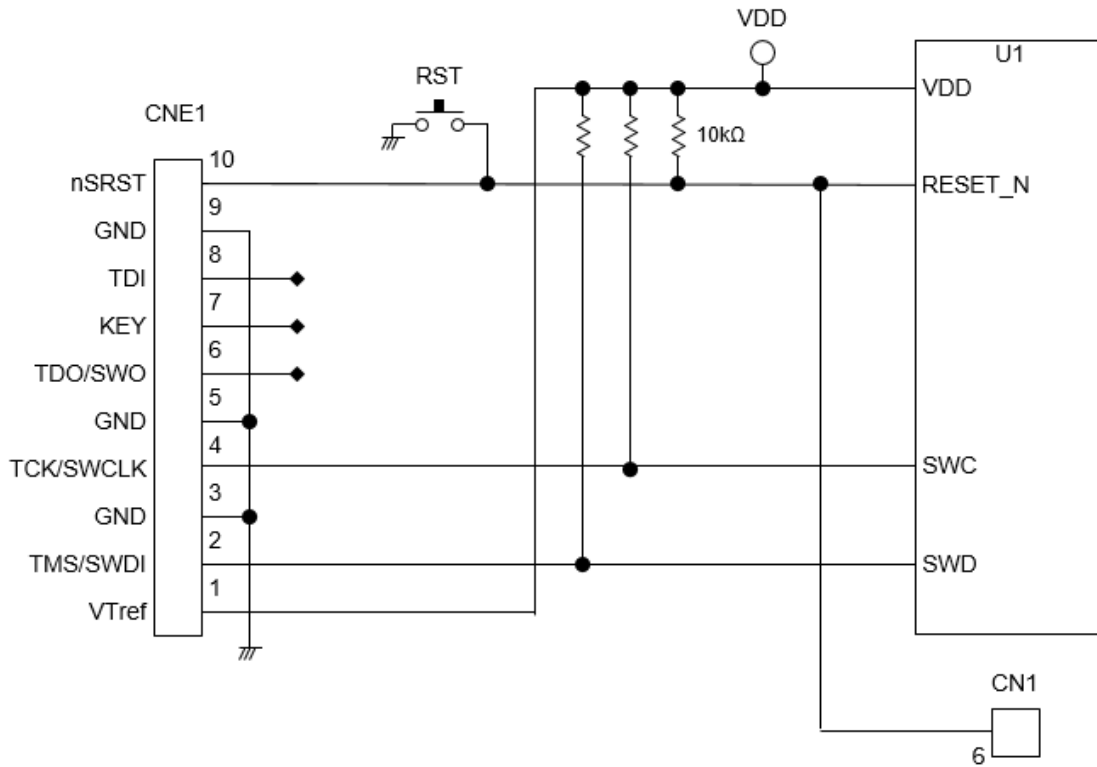 VDD
U1
RST
VDD
CNE1
10kΩ
10
nSRST
RESET_N
9
GND
8
TDI
7
KEY
6
TDO/SWO
5
GND
4
TCK/SWCLK
SWC
3
GND
2
TMS/SWDI
SWD
1
VTref
CN1
6